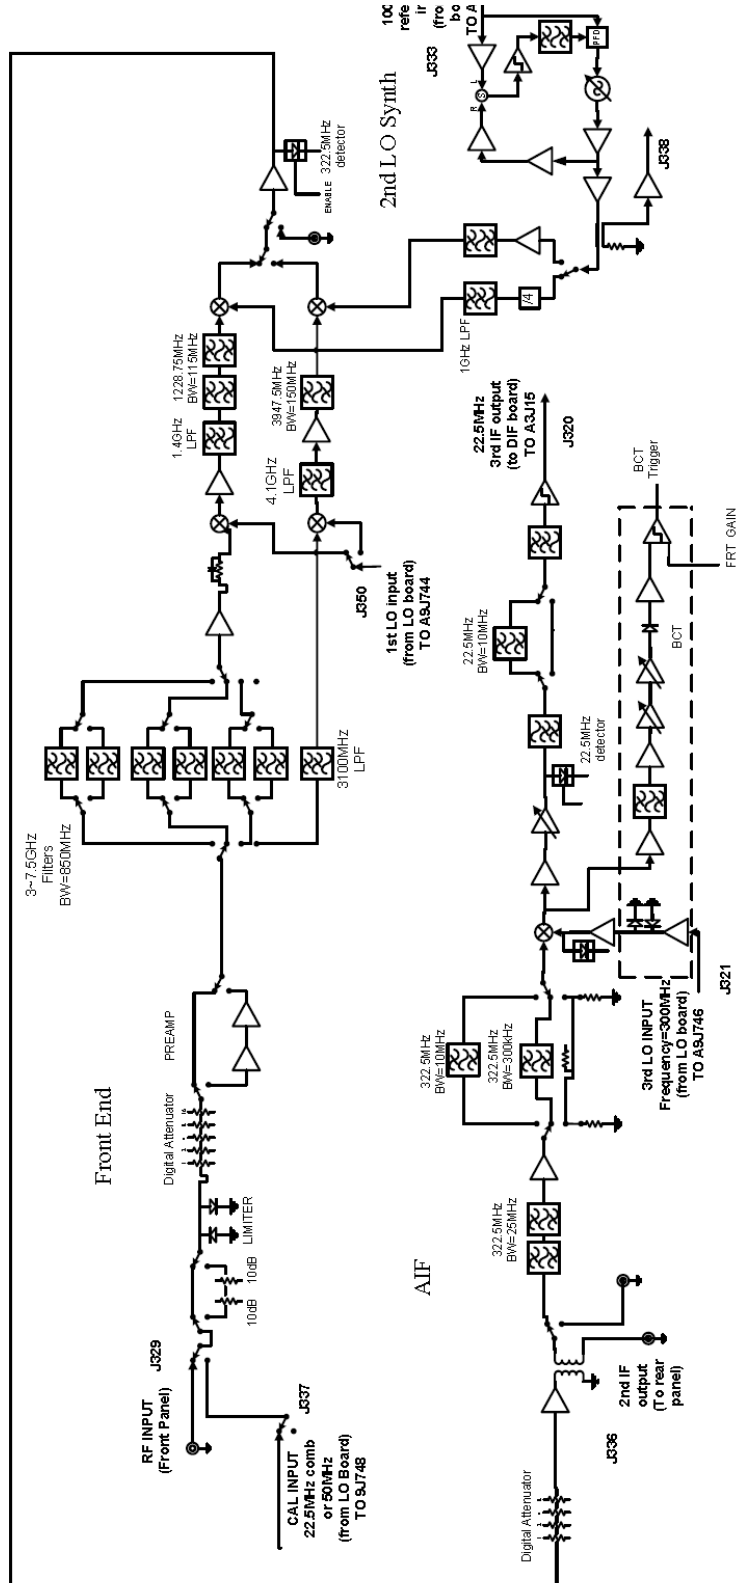 Front End
RF INPUT
(Front Panel)
J329
CAL INPUT
22.5MHz comb
or 50MHz
(from LO Board)
TO 9J748
J337
10dB
10dB
LIMITER
Digital Attenuator
PREAMP
3~7.5GHz
Filters
BW=850MHz
3100MHz
LPF
1.4GHz
LPF
1228.75MHz
BW=115MHz
4.1GHz
LPF
3947.5MHz
BW=150MHz
J350
1st LO input
(from LO board)
TO A9J744
ENABLE
322.5MHz
detector
2nd LO Synth
1GHz LPF
/4
J333
TO A
R
L
S
PFD
J338
AIF
Digital Attenuator
J336
2nd IF
output
(To rear
panel)
322.5MHz
BW=25MHz
322.5MHz
BW=10MHz
322.5MHz
BW=300kHz
3rd LO INPUT
Frequency=300MHz
(from LO board)
TO A9J746
J321
22.5MHz
detector
22.5MHz
BW=10MHz
22.5MHz
3rd IF output
(to DIF board)
TO A3J15
J320
BCT
BCT
Trigger
FRT GAIN